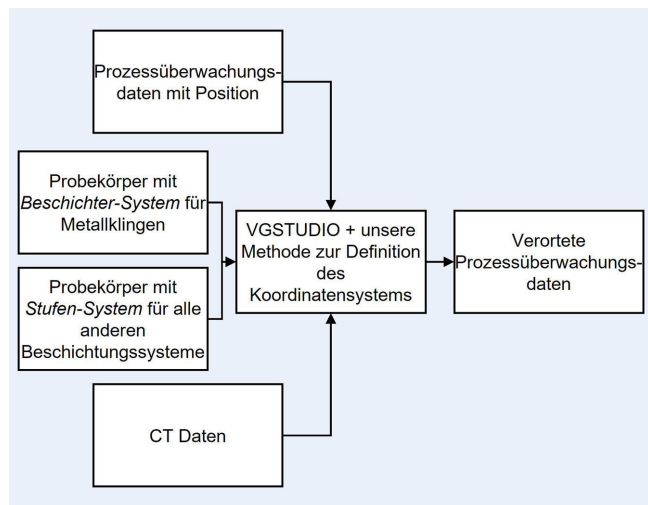 Prozessüberwachungs-
daten mit Position
Probekörper mit
Beschichter-System für
Metallklingen
Probekörper mit
Stufen-System für alle
anderen
Beschichtungssysteme
VGSTUDIO + unsere
Methode zur Definition
des
Koordinatensystems
Verortete
Prozessüberwachungs-
daten
CT Daten